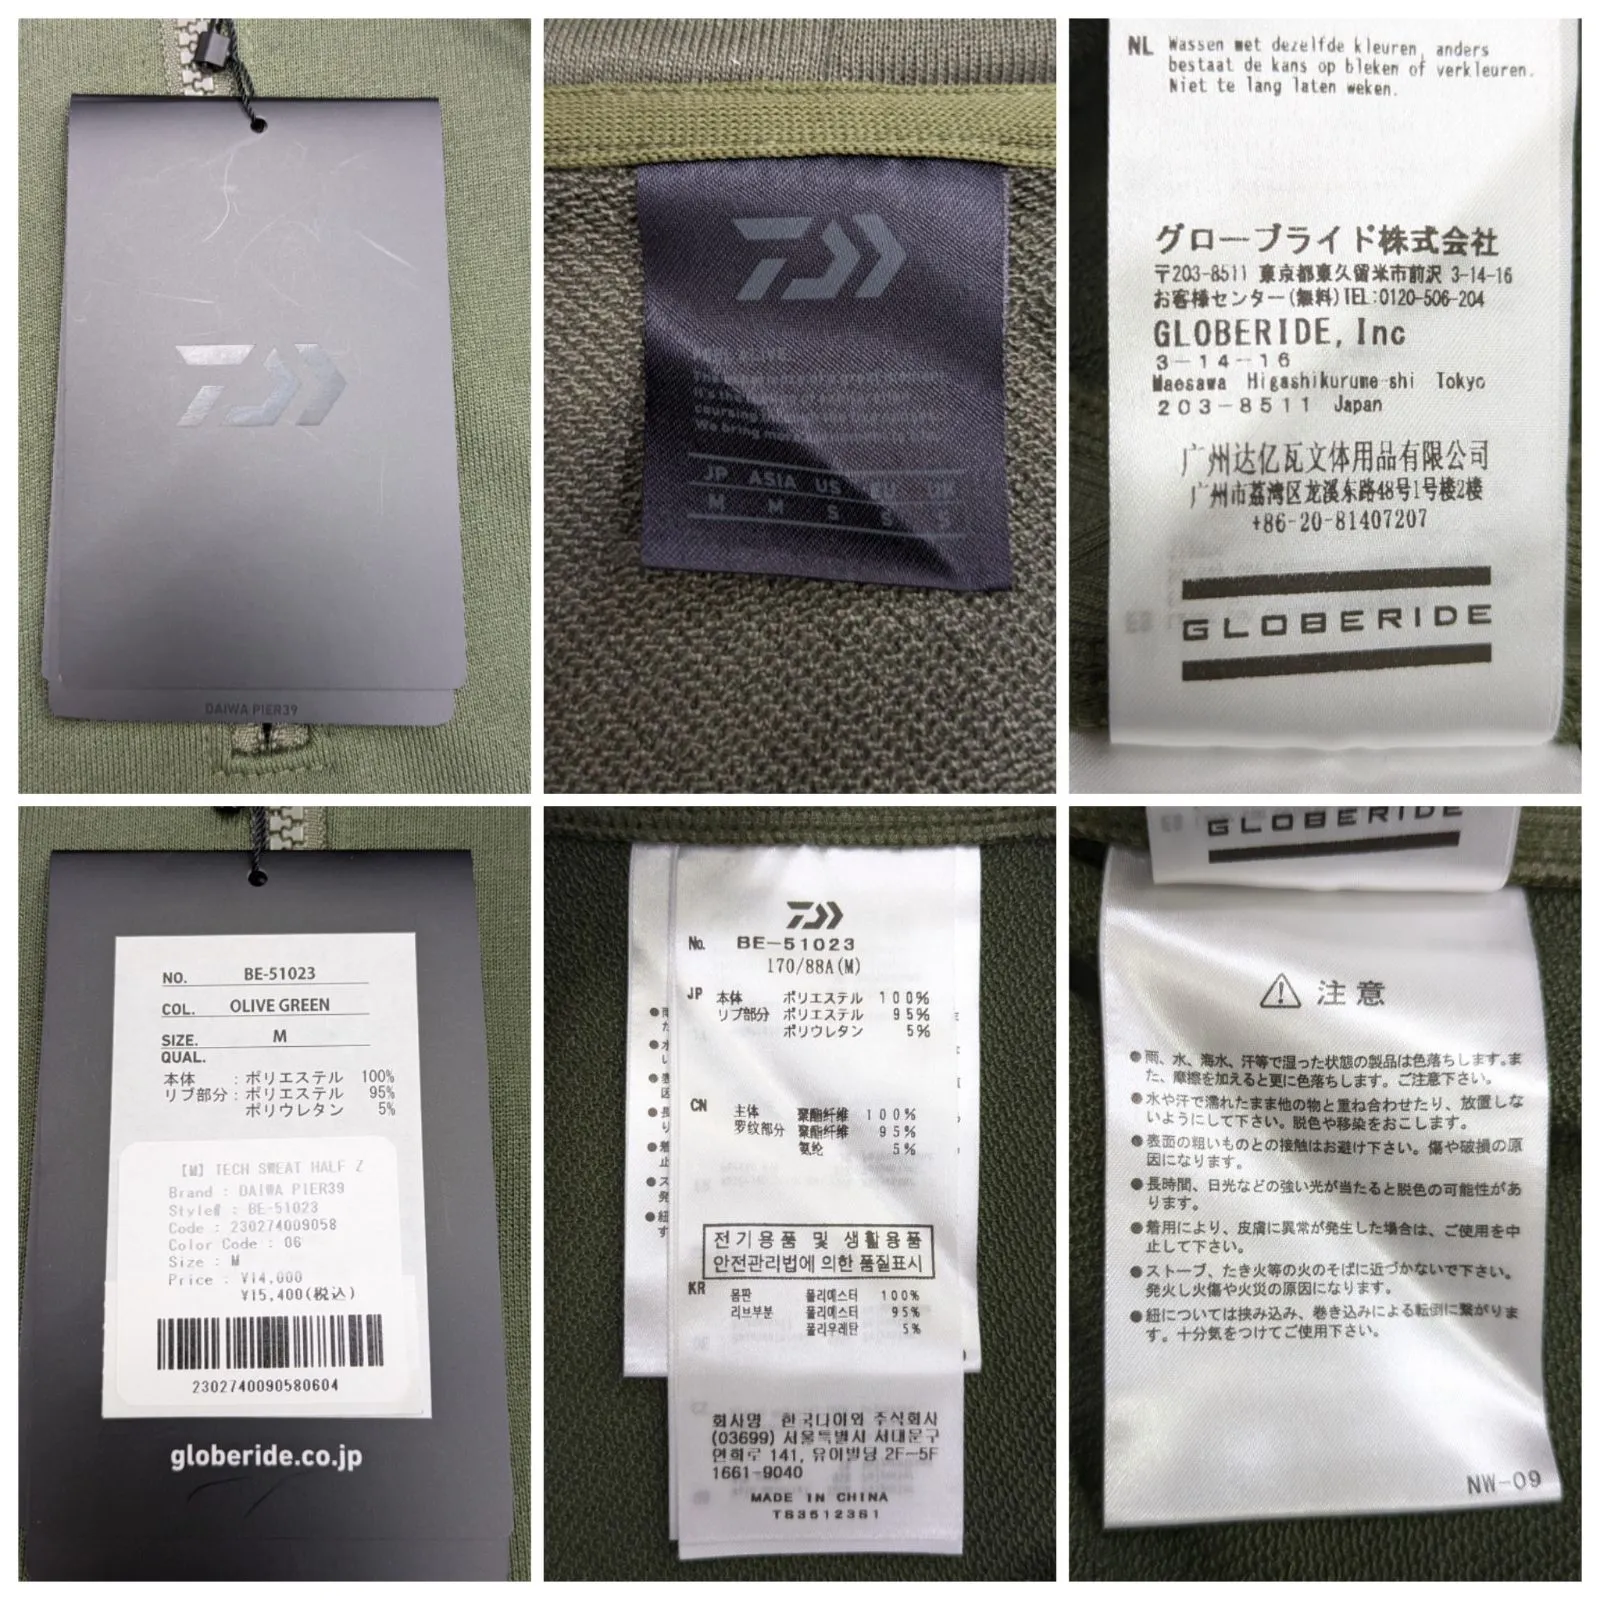 DAIWA PIER39
We bring
JP ASIA US EU UK
M M S S S
NL Wassen met dezelfde kleuren, anders
bestaat de kans op bleken of verkleuren.
Niet te lang laten weken.
グローブライド株式会社
〒203-8511 東京都東久留米市前沢 3-14-16
お客様センター(無料)TEL:0120-506-204
GLOBERIDE, Inc
3-14-16
Maesawa Higashikurume-shi Tokyo
203-8511 Japan
广州达亿瓦文体用品有限公司
广州市荔湾区龙溪东路48号1号楼2楼
+86-20-81407207
GLOBERIDE
NO. BE-51023
COL. OLIVE GREEN
SIZE. M
QUAL.
本体 : ポリエステル 100%
リブ部分 : ポリエステル 95%
ポリウレタン 5%
【M】TECH SWEAT HALF Z
Brand : DAIWA PIER39
Style# : BE-51023
Code : 230274009058
Color Code : 06
Size : M
Price : ¥14,000
¥15,400(税込)
2302740090580604
globeride.co.jp
No. BE-51023
170/88A(M)
JP 本体 ポリエステル 100%
リブ部分 ポリエステル 95%
ポリウレタン 5%
CN 主体 聚酯纤维 100%
罗纹部分 聚酯纤维 95%
氨纶 5%
전기용품 및 생활용품
안전관리법에 의한 품질표시
KR 몸판 폴리에스터 100%
리브부분 폴리에스터 95%
폴리우레탄 5%
회사명 한국다이와 주식회사
(03699) 서울특별시 서대문구
연희로 141, 유이빌딩 2F-5F
1661-9040
MADE IN CHINA
TS3512381
GLOBERIDE
注意
●雨、水、海水、汗等で湿った状態の製品は色落ちします。ま
た、摩擦を加えると更に色落ちします。ご注意下さい。
●水や汗で濡れたまま他の物と重ね合わせたり、放置しな
いようにして下さい。脱色や移染をおこします。
●表面の粗いものとの接触はお避け下さい。傷や破損の原
因になります。
●長時間、日光などの強い光が当たると脱色の可能性があ
ります。
●着用により、皮膚に異常が発生した場合は、ご使用を中
止して下さい。
●ストーブ、たき火等の火のそばに近づかないで下さい。
発火し火傷や火災の原因になります。
●紐については挟み込み、巻き込みによる転倒に繋がりま
す。十分気をつけてご使用下さい。
NW-09